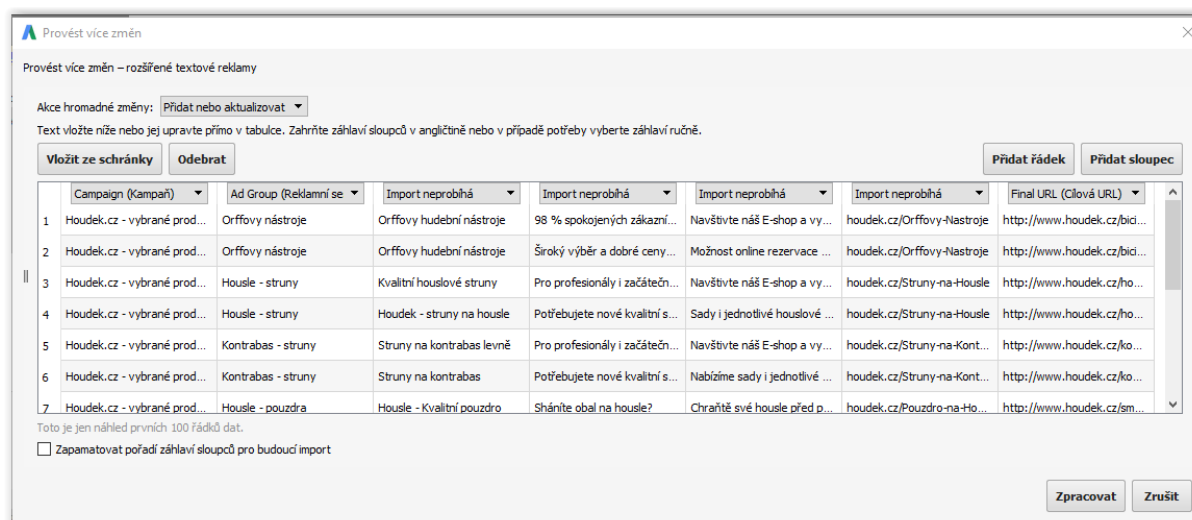 Provést více změn
Provést více změn – rozšířené textové reklamy
Akce hromadné změny: Přidat nebo aktualizovat
Text vložte níže nebo jej upravte přímo v tabulce. Zahrňte záhlaví sloupců v angličtině nebo v případě potřeby vyberte záhlaví ručně.
Vložit ze schránky Odebrat Přidat řádek Přidat sloupec
Campaign (Kampaň) Ad Group (Reklamní se Import neprobíhá Import neprobíhá Import neprobíhá Import neprobíhá Final URL (Cílová URL)
1 Houdek.cz - vybrané prod... Orffovy nástroje Orffovy hudební nástroje 98 % spokojených zákazní... Navštivte náš E-shop a vy... houdek.cz/Orffovy-Nastroje http://www.houdek.cz/bici...
2 Houdek.cz - vybrané prod... Orffovy nástroje Orffovy hudební nástroje Široký výběr a dobré ceny... Možnost online rezervace ... houdek.cz/Orffovy-Nastroje http://www.houdek.cz/bici...
3 Houdek.cz - vybrané prod... Housle - struny Kvalitní houslové struny Pro profesionály i začátečn... Navštivte náš E-shop a vy... houdek.cz/Struny-na-Housle http://www.houdek.cz/ho...
4 Houdek.cz - vybrané prod... Housle - struny Houdek - struny na housle Potřebujete nové kvalitní s... Sady i jednotlivé houslové ... houdek.cz/Struny-na-Housle http://www.houdek.cz/ho...
5 Houdek.cz - vybrané prod... Kontrabas - struny Struny na kontrabas levně Pro profesionály i začátečn... Navštivte náš E-shop a vy... houdek.cz/Struny-na-Kont... http://www.houdek.cz/ko...
6 Houdek.cz - vybrané prod... Kontrabas - struny Struny na kontrabas Potřebujete nové kvalitní s... Nabízíme sady i jednotlivé ... houdek.cz/Struny-na-Kont... http://www.houdek.cz/ko...
7 Houdek.cz - vybrané prod... Housle - pouzdra Housle - Kvalitní pouzdro Sháníte obal na housle? Chraňtě své housle před p... houdek.cz/Pouzdro-na-Ho... http://www.houdek.cz/sm...
Toto je jen náhled prvních 100 řádků dat.
Zapamatovat pořadí záhlaví sloupců pro budoucí import
Zpracovat Zrušit